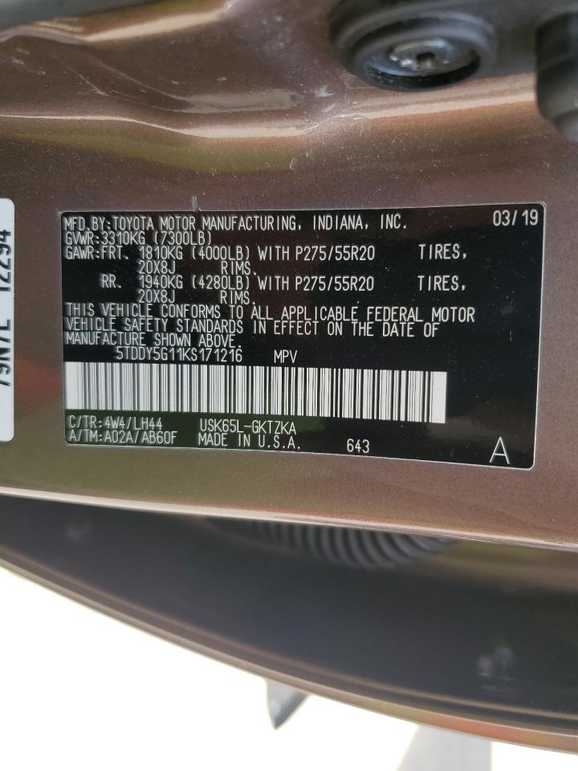 MFD.BY:TOYOTA MOTOR MANUFACTURING, INDIANA, INC. 03/19
GVWR:3310KG (7300LB)
GAWR:FRT. 1810KG (4000LB) WITH P275/55R20 TIRES,
20X8J RIMS.
RR. 1940KG (4280LB) WITH P275/55R20 TIRES,
20X8J RIMS.
THIS VEHICLE CONFORMS TO ALL APPLICABLE FEDERAL MOTOR
VEHICLE SAFETY STANDARDS IN EFFECT ON THE DATE OF
MANUFACTURE SHOWN ABOVE.
5TDDY5G11KS171216 MPV
C/TR:4W4/LH44 USK65L-GKTZKA
A/TM:A02A/AB60F MADE IN U.S.A. 643 A
79N7L 12294